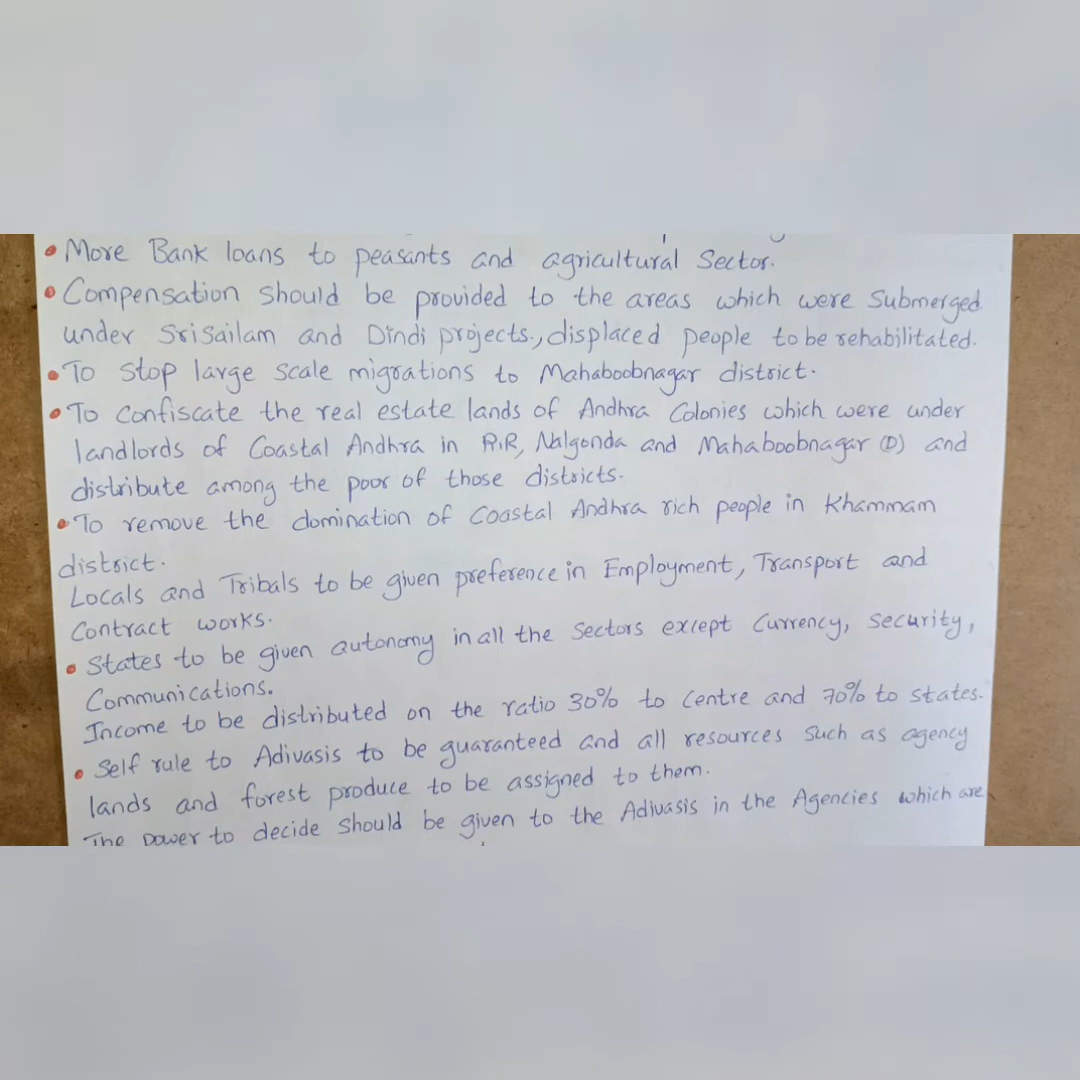 • More Bank loans to peasants and agricultural Sector.
• Compensation should be provided to the areas which were submerged
under Srisailam and Dindi projects., displaced people to be rehabilitated.
• To stop large scale migrations to Mahaboobnagar district.
• To confiscate the real estate lands of Andhra Colonies which were under
landlords of Coastal Andhra in R.R, Nalgonda and Mahaboobnagar (D) and
distribute among the poor of those districts.
• To remove the domination of Coastal Andhra rich people in Khammam
district.
Locals and Tribals to be given preference in Employment, Transport and
Contract works.
• States to be given autonomy in all the Sectors except Currency, security,
Communications.
Income to be distributed on the ratio 30% to Centre and 70% to states.
• Self rule to Adivasis to be guaranteed and all resources such as agency
lands and forest produce to be assigned to them.
The power to decide should be given to the Adivasis in the Agencies which are